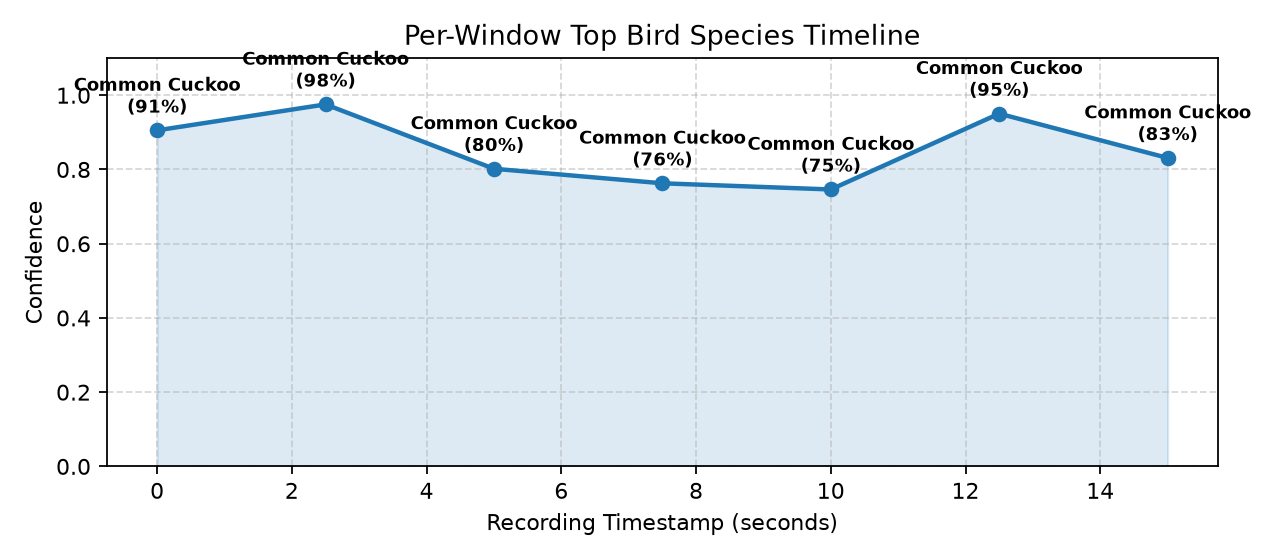 Per-Window Top Bird Species Timeline
Common Cuckoo
(91%)
Common Cuckoo
(98%)
Common Cuckoo
(80%)
Common Cuckoo
(76%)
Common Cuckoo
(75%)
Common Cuckoo
(95%)
Common Cuckoo
(83%)
Confidence
1.0
0.8
0.6
0.4
0.2
0.0
0 2 4 6 8 10 12 14
Recording Timestamp (seconds)